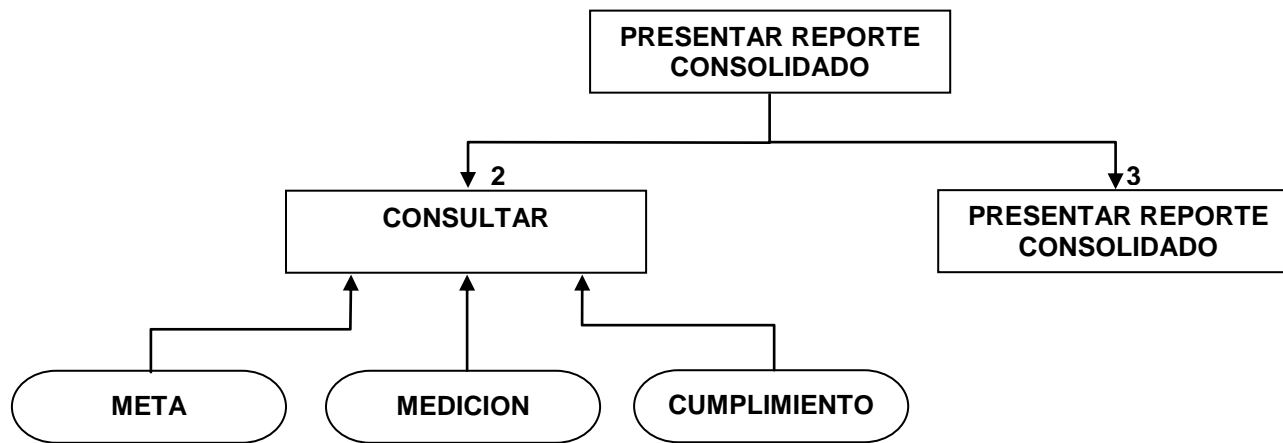 PRESENTAR REPORTE
CONSOLIDADO
2
3
CONSULTAR
PRESENTAR REPORTE
CONSOLIDADO
META
MEDICION
CUMPLIMIENTO